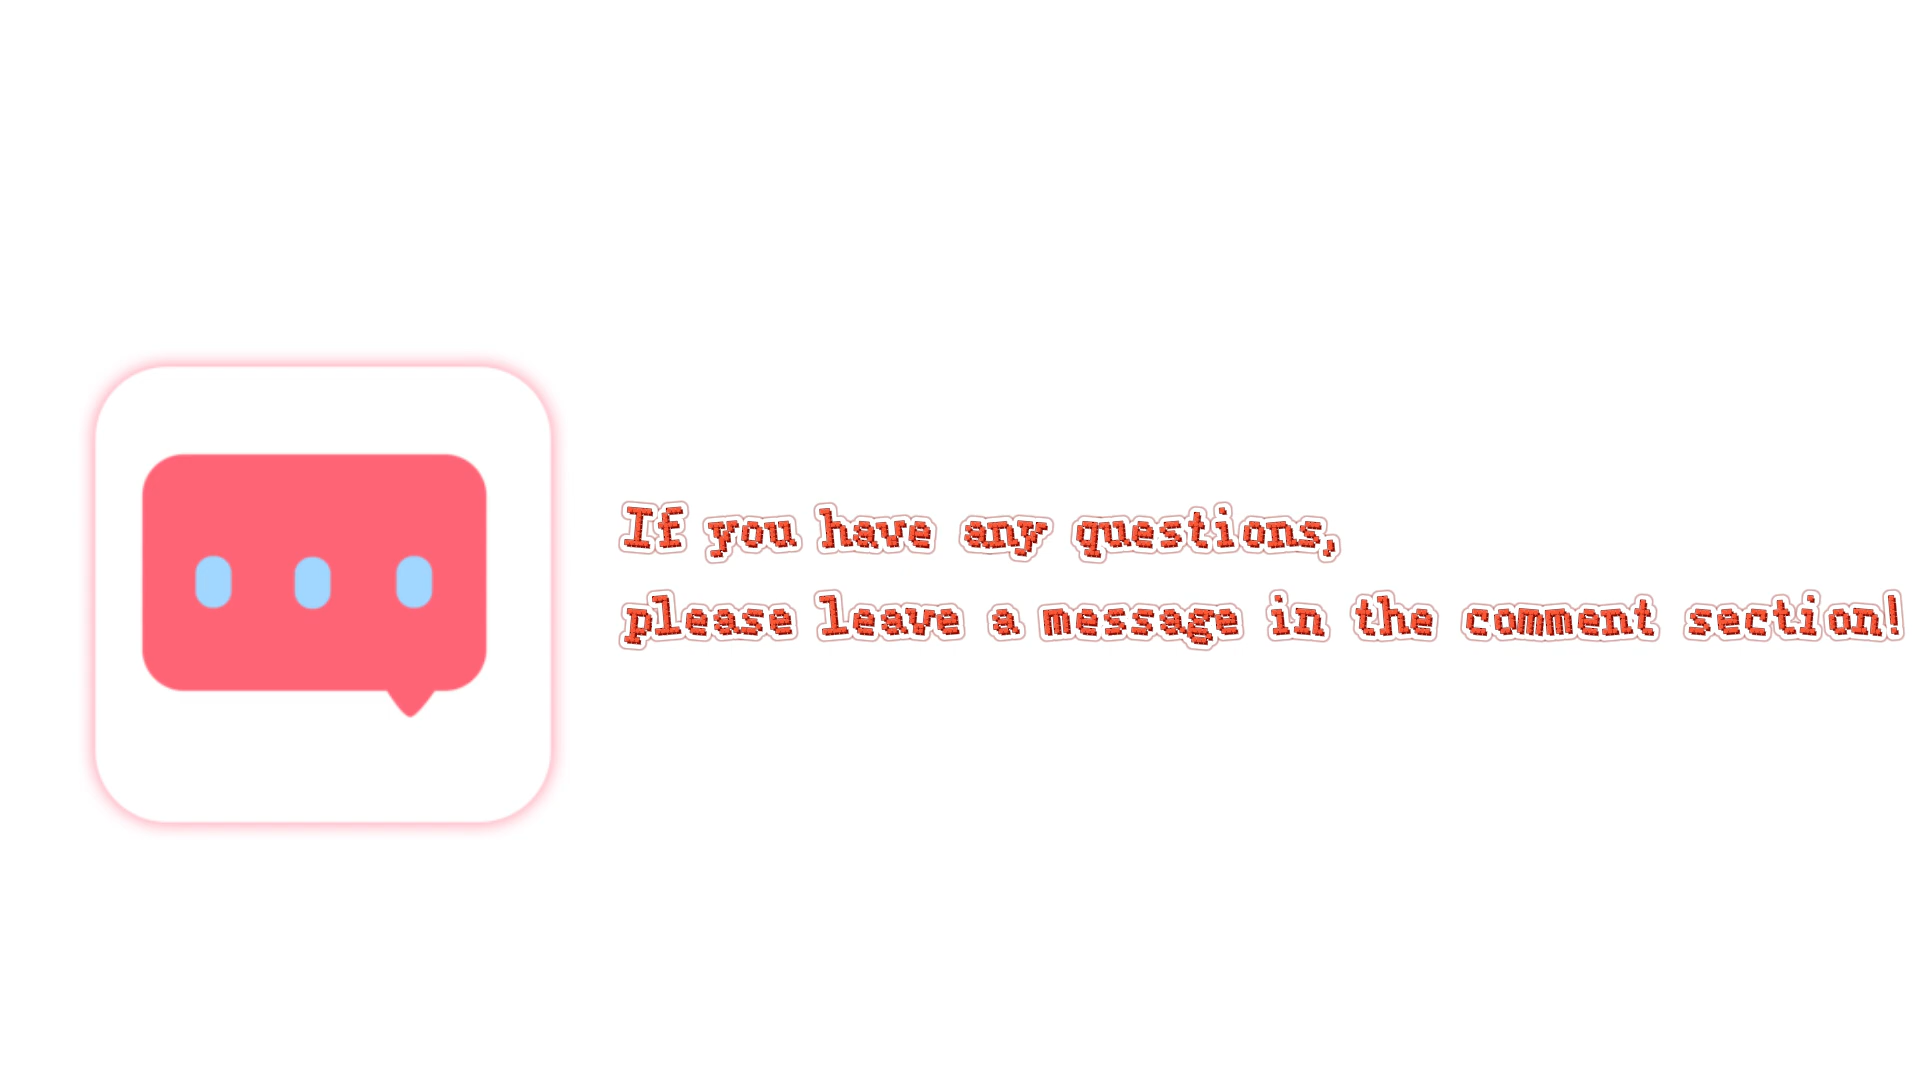 If you have any questions,
please leave a message in the comment section!